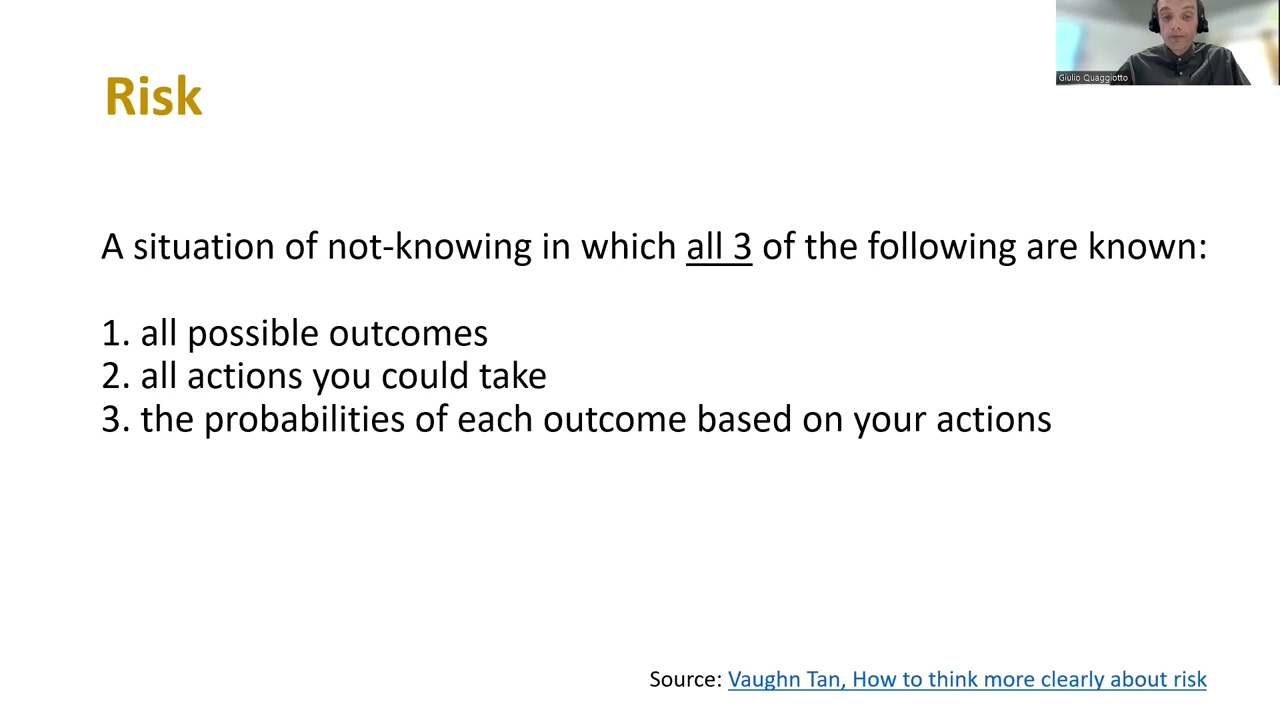 Giulio Quaggiotto
Risk
A situation of not-knowing in which all 3 of the following are known:
1. all possible outcomes
2. all actions you could take
3. the probabilities of each outcome based on your actions
Source: Vaughn Tan, How to think more clearly about risk